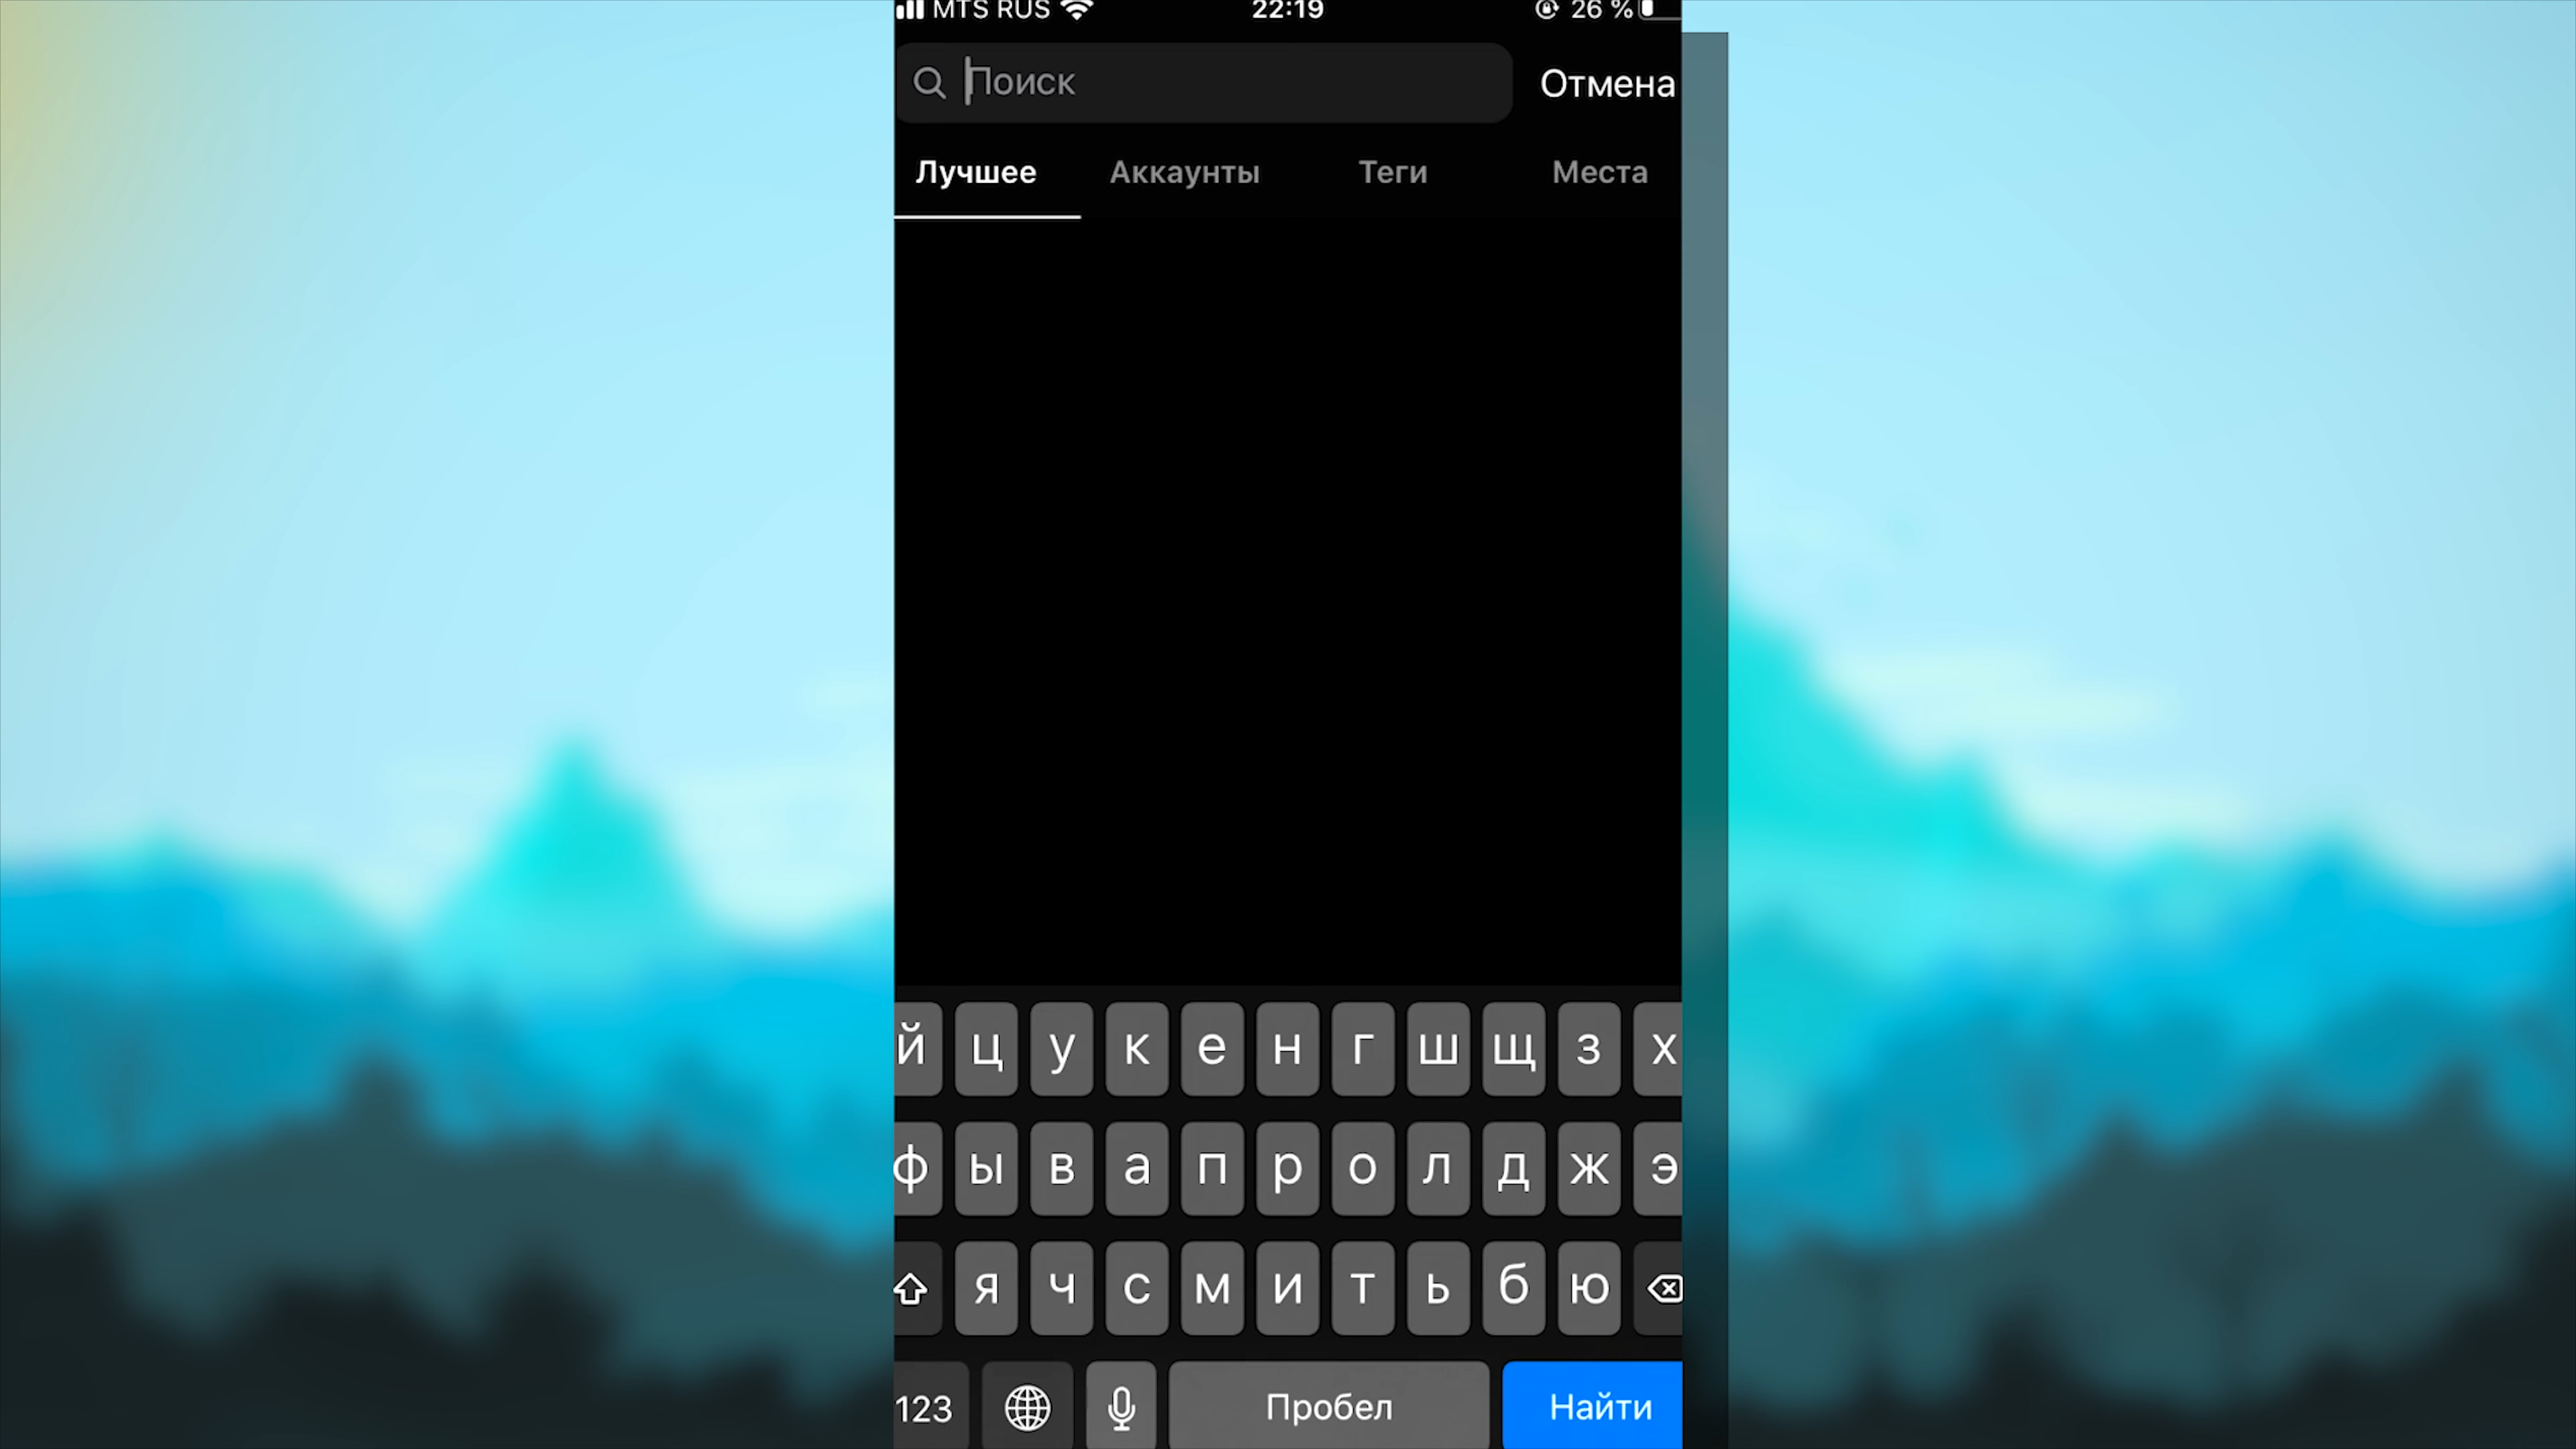 MTS RUS 22:19 26 %
Поиск Отмена
Лучшее Аккаунты Теги Места
й ц у к е н г ш щ з х
ф ы в а п р о л д ж э
я ч с м и т ь б ю
123 Пробел Найти